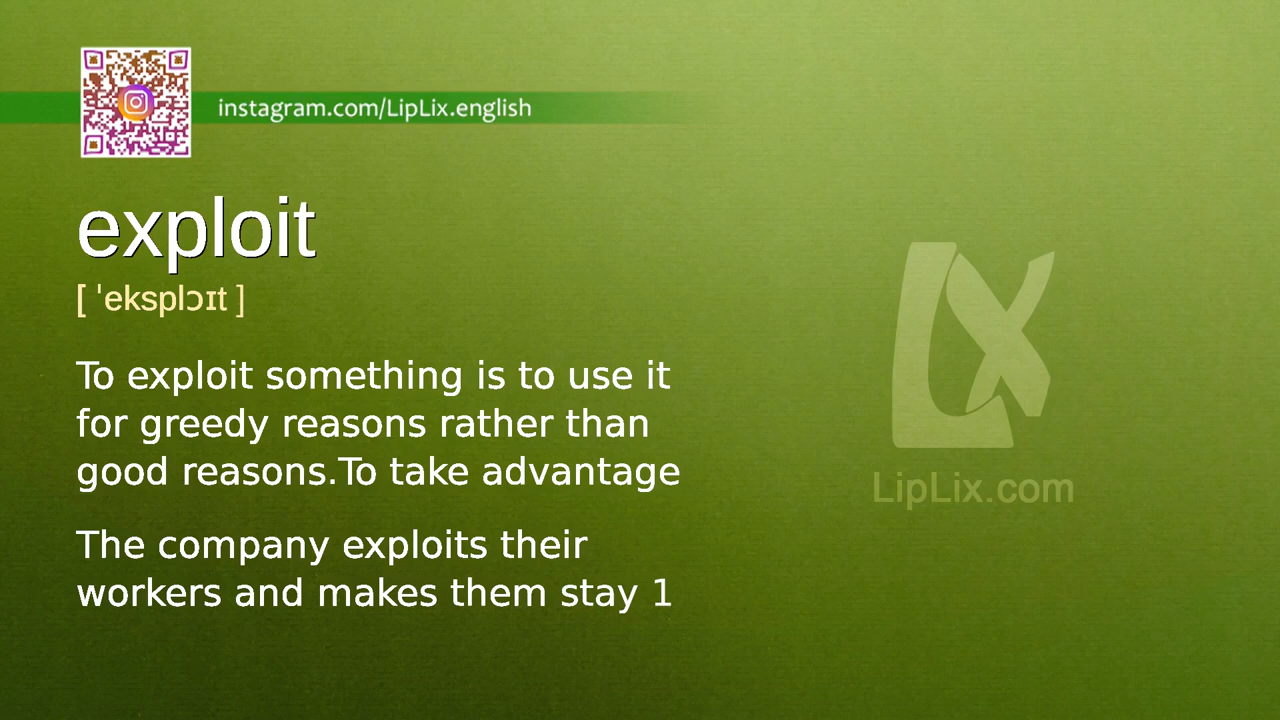 instagram.com/LipLix.english
exploit
[ ˈeksplɔɪt ]
To exploit something is to use it
for greedy reasons rather than
good reasons.To take advantage
The company exploits their
workers and makes them stay 1
LX
LipLix.com